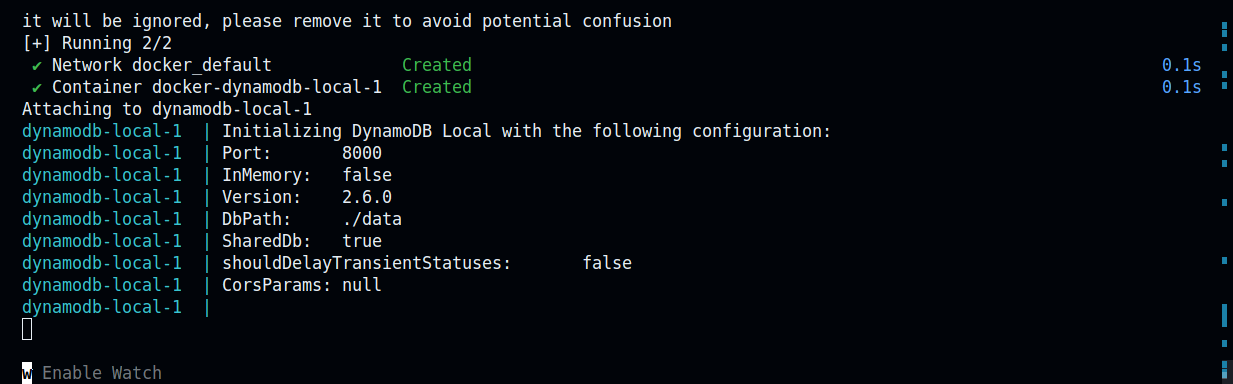 it will be ignored, please remove it to avoid potential confusion
[+] Running 2/2
✔ Network docker_default Created 0.1s
✔ Container docker-dynamodb-local-1 Created 0.1s
Attaching to dynamodb-local-1
dynamodb-local-1 | Initializing DynamoDB Local with the following configuration:
dynamodb-local-1 | Port: 8000
dynamodb-local-1 | InMemory: false
dynamodb-local-1 | Version: 2.6.0
dynamodb-local-1 | DbPath: ./data
dynamodb-local-1 | SharedDb: true
dynamodb-local-1 | shouldDelayTransientStatuses: false
dynamodb-local-1 | CorsParams: null
dynamodb-local-1 |
w Enable Watch